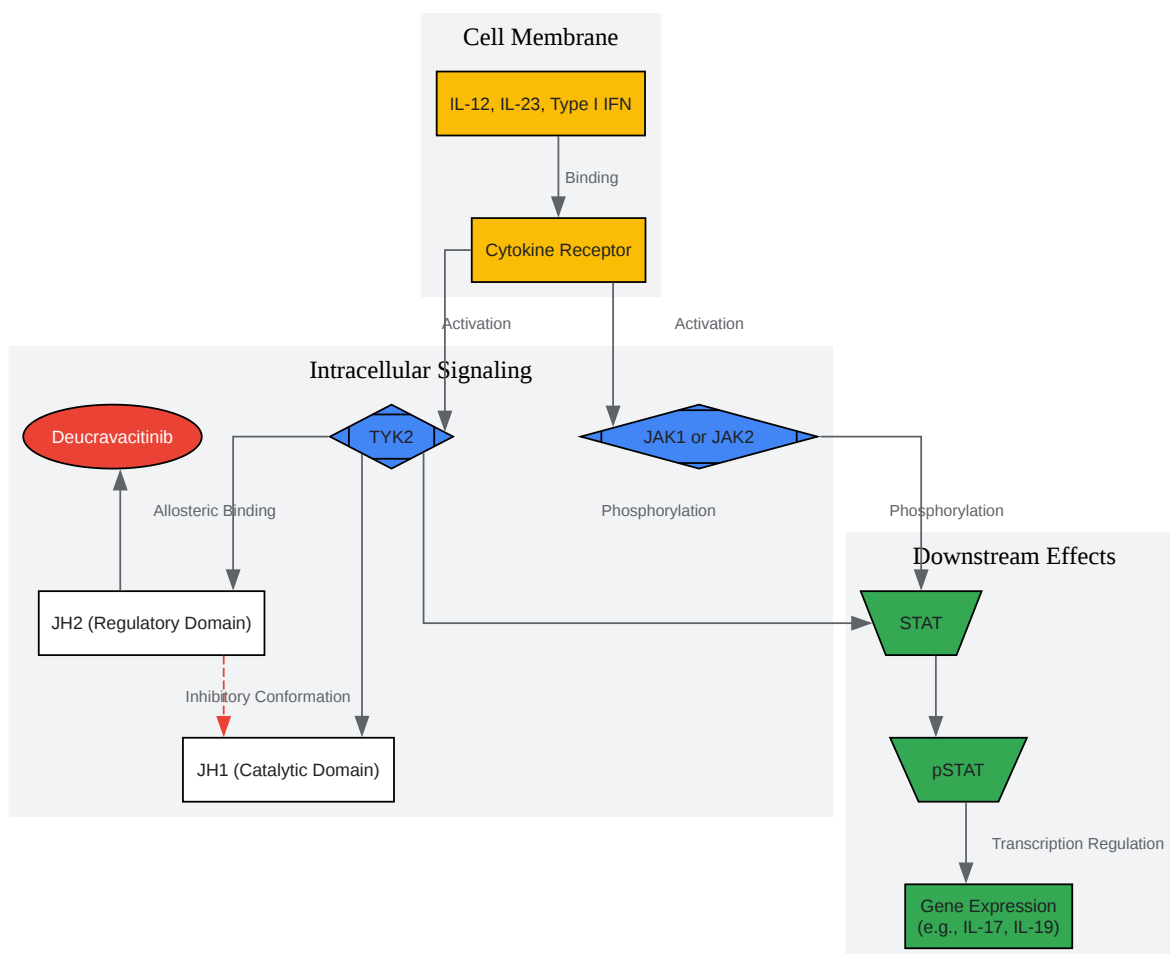 Cell Membrane
IL-12, IL-23, Type I IFN
Binding
Cytokine Receptor
Activation
Activation
Intracellular Signaling
Deucravacitinib
TYK2
JAK1 or JAK2
Allosteric Binding
Phosphorylation
Phosphorylation
Downstream Effects
JH2 (Regulatory Domain)
STAT
Inhibitory Conformation
JH1 (Catalytic Domain)
pSTAT
Transcription Regulation
Gene Expression
(e.g., IL-17, IL-19)